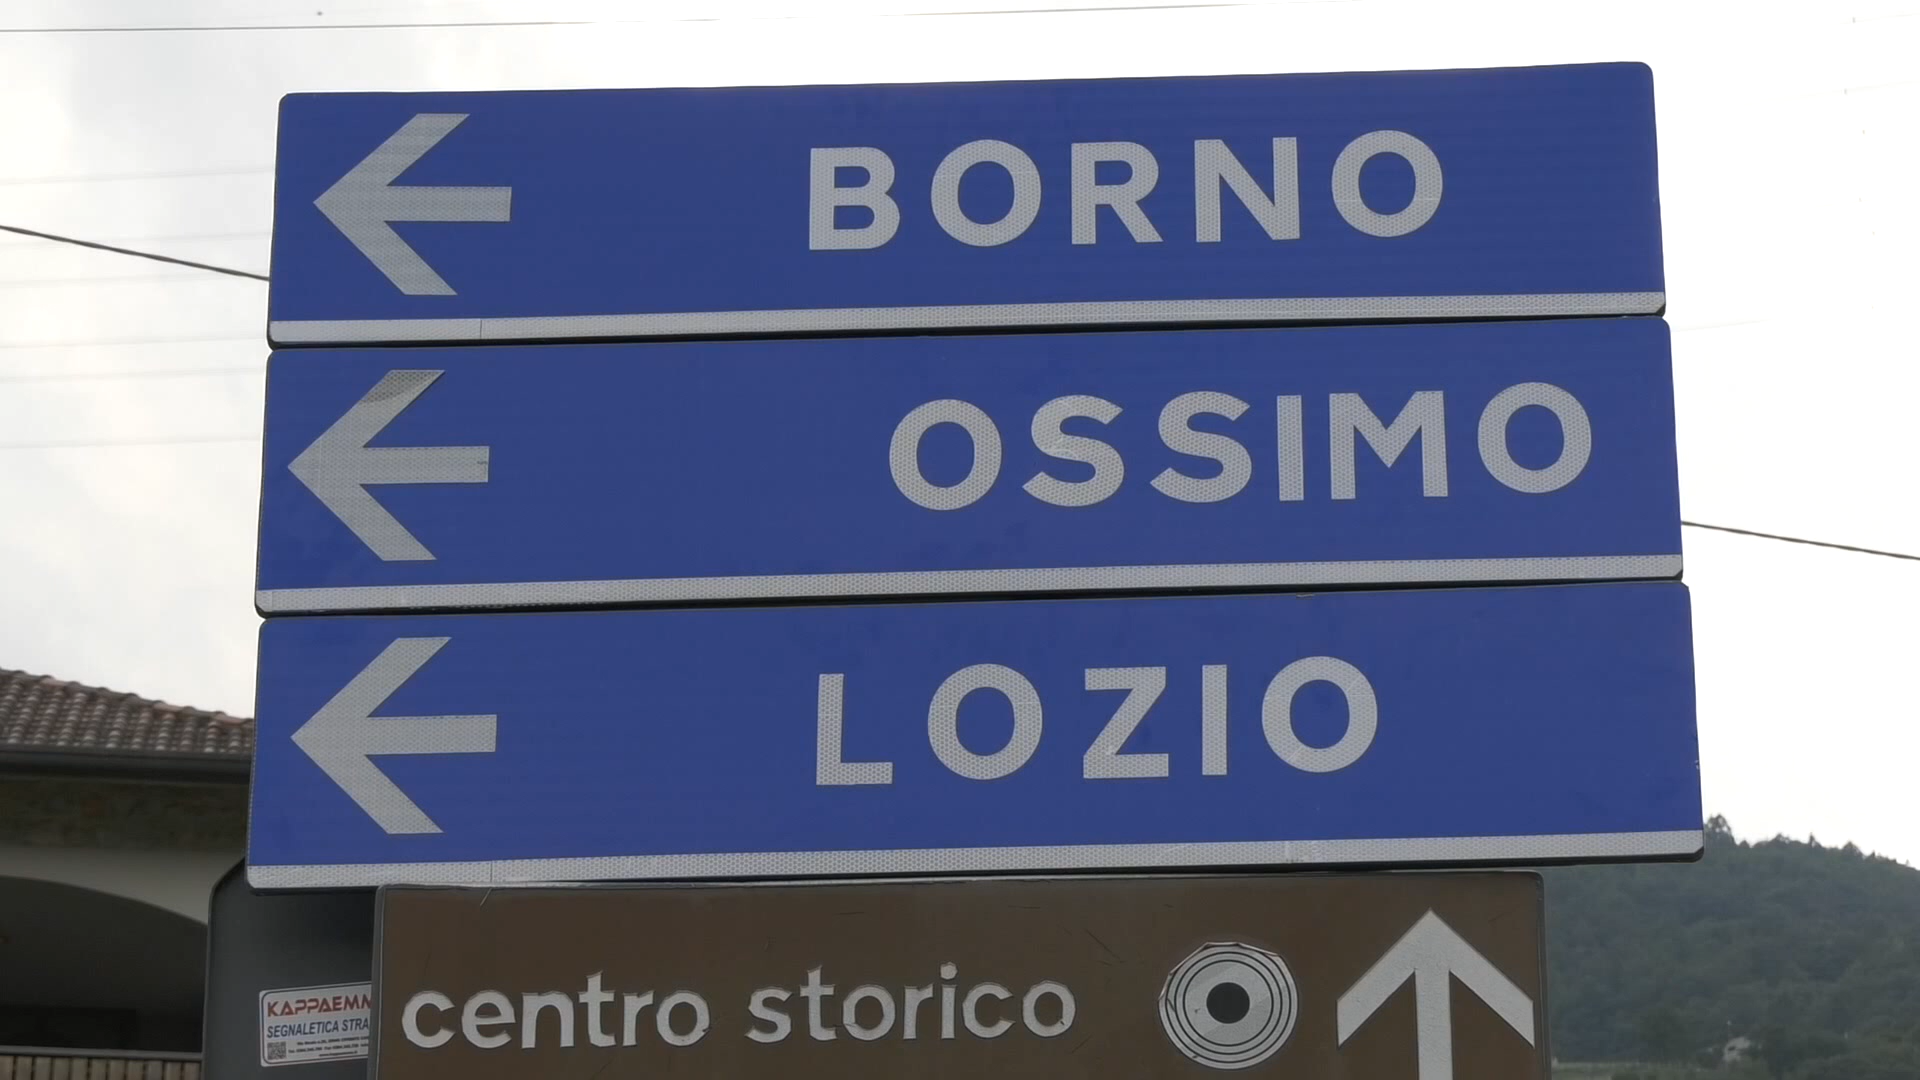 BORNO
OSSIMO
LOZIO
centro storico
KAPPAEMM
SEGNALETICA STRA